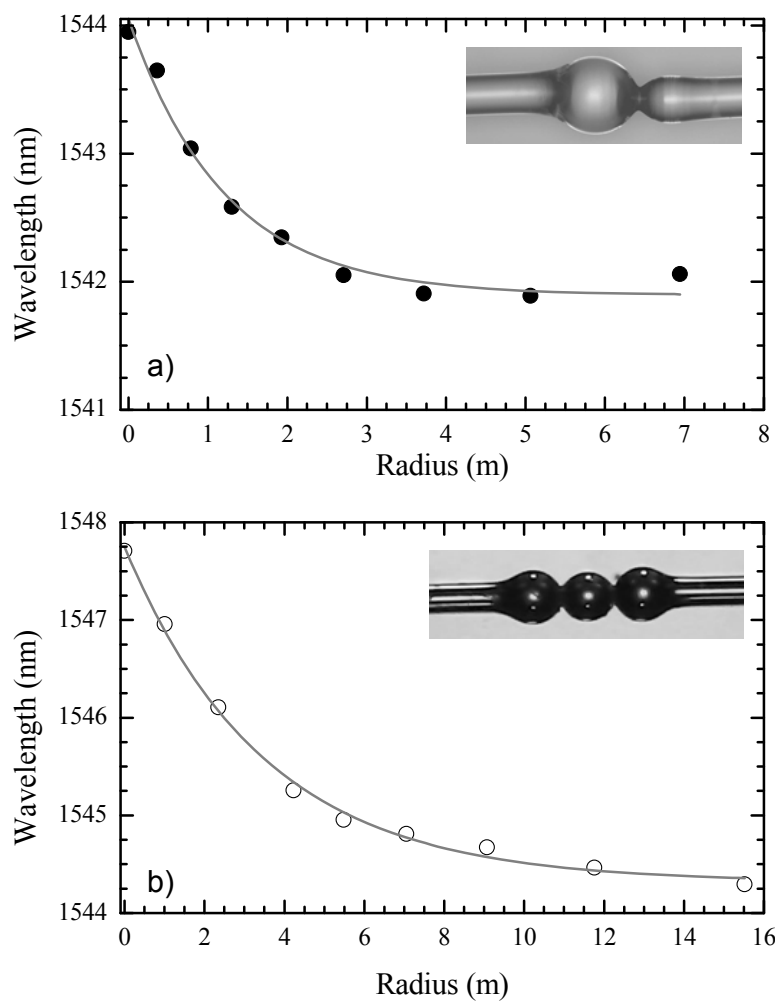 1544
1543
1542
1541
Wavelength (nm)
a)
0 1 2 3 4 5 6 7 8
Radius (m)
1548
1547
1546
1545
1544
Wavelength (nm)
b)
0 2 4 6 8 10 12 14 16
Radius (m)